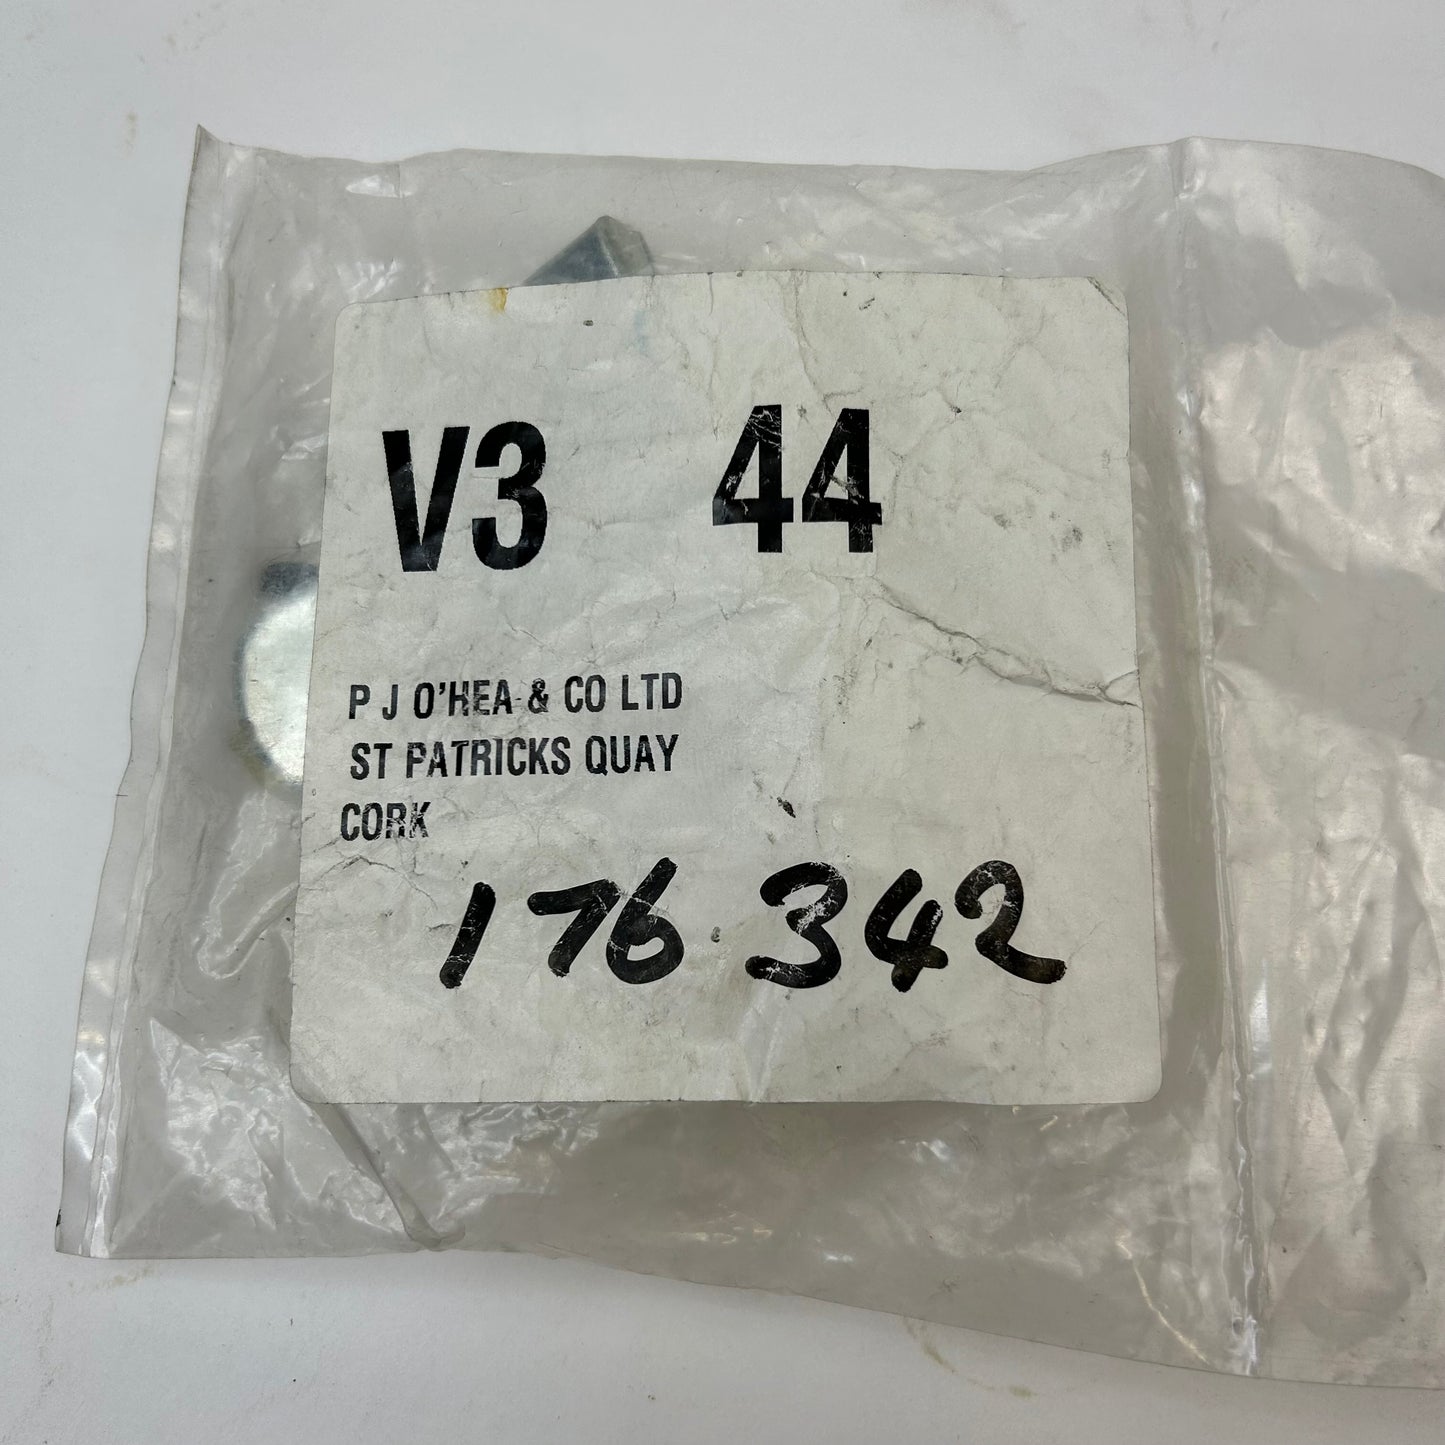 V3 44
P J O'HEA & CO LTD
ST PATRICKS QUAY
CORK
176 342